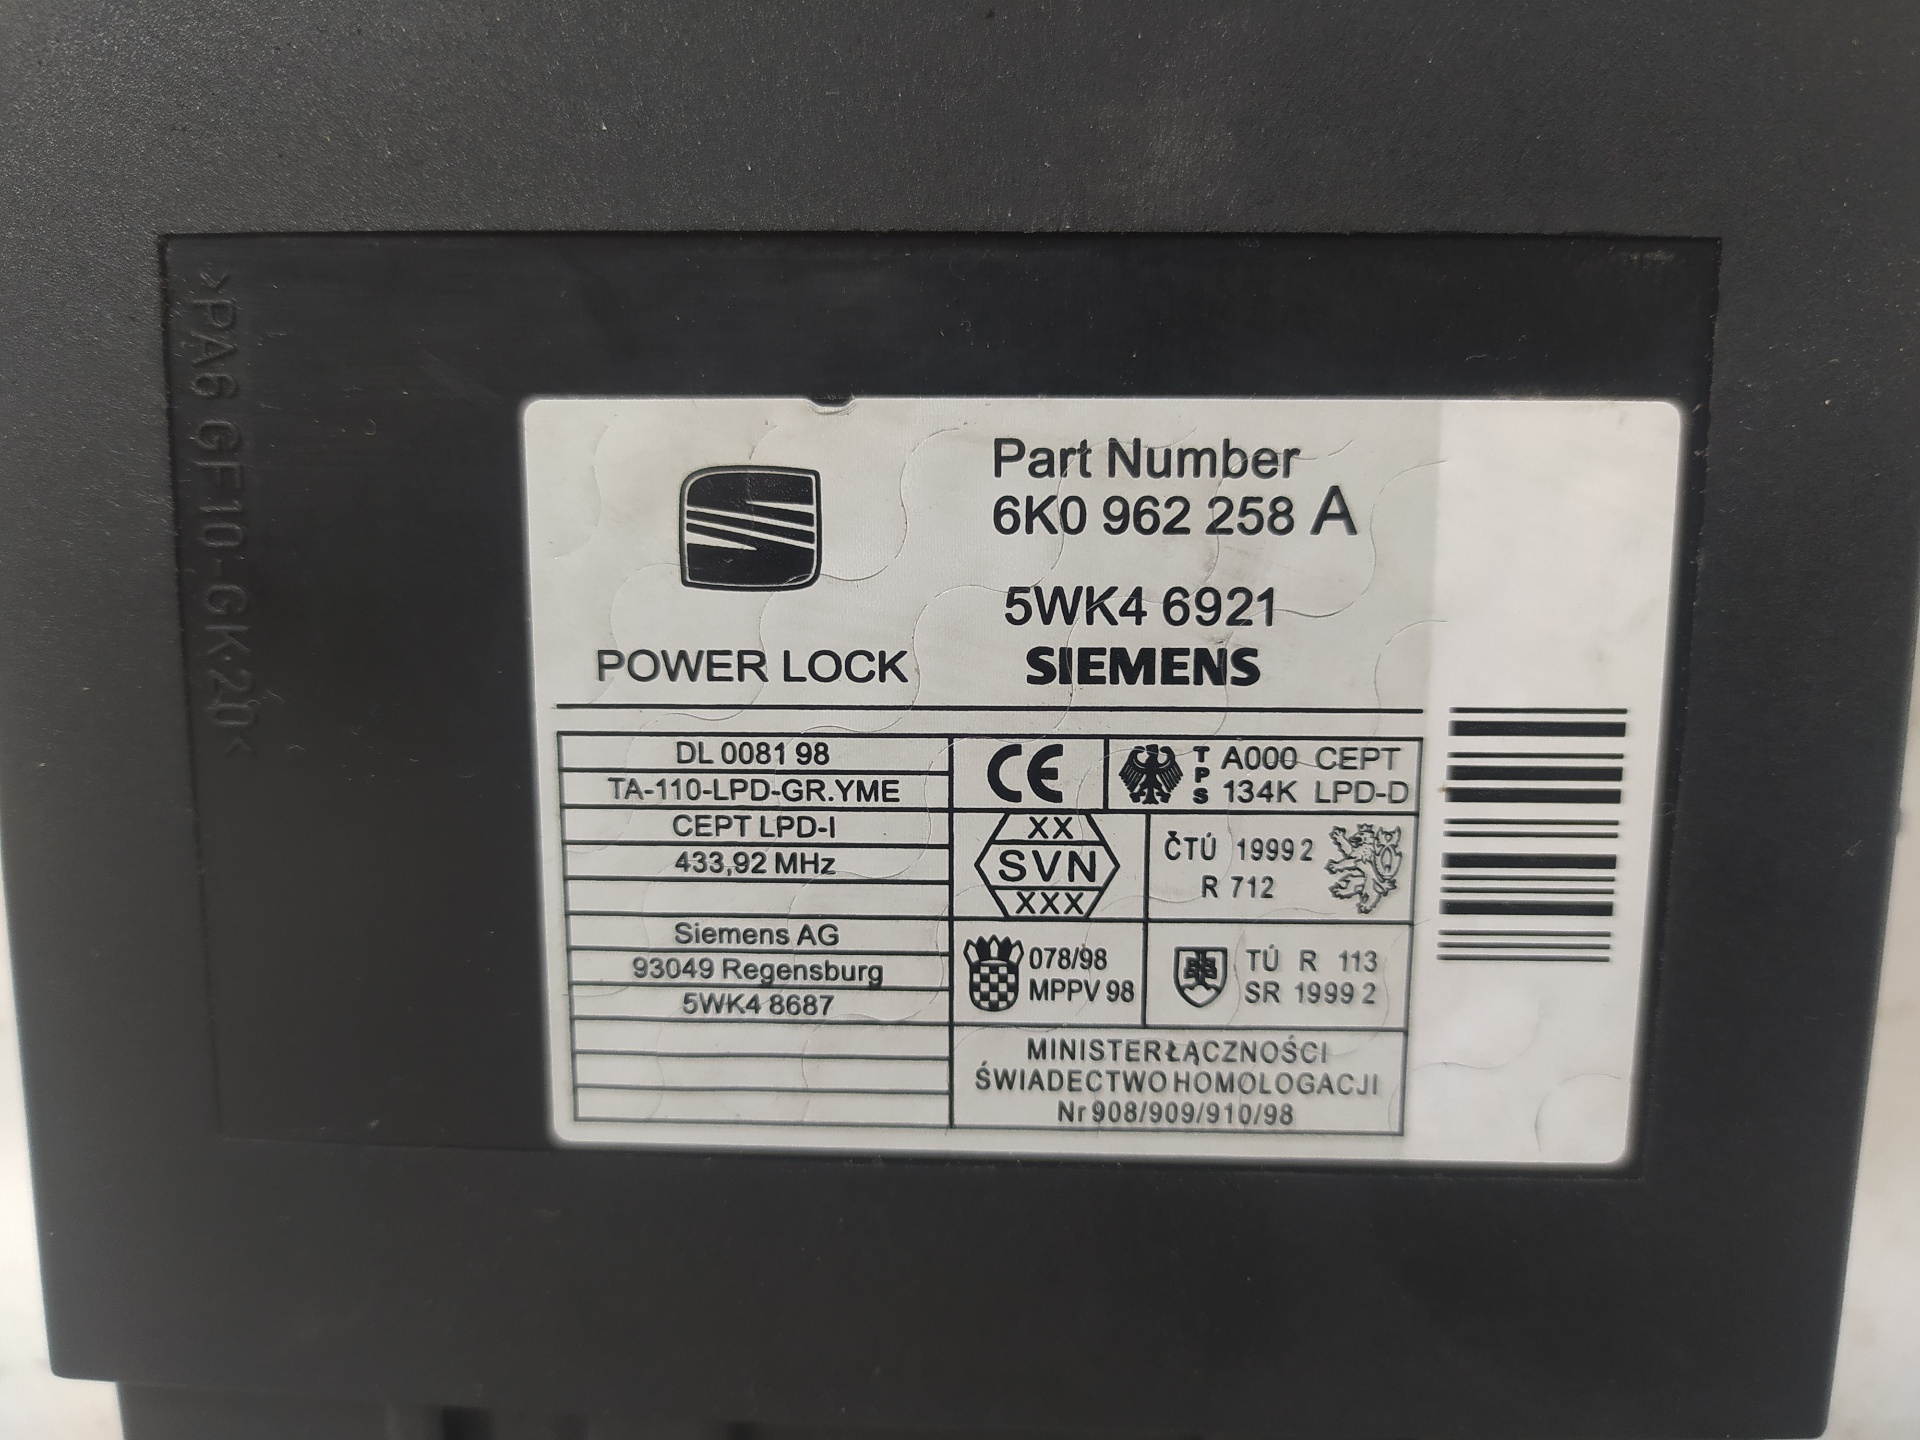 >PA6 GF10-GK20<
Part Number
6K0 962 258 A
5WK4 6921
POWER LOCK
SIEMENS
DL 0081 98
TA-110-LPD-GR.YME
CEPT LPD-I
433,92 MHz
Siemens AG
93049 Regensburg
5WK4 8687
CE
TPS
A000 CEPT
134K LPD-D
XX
SVN
XXX
ČTÚ 1999 2
R 712
078/98
MPPV 98
TÚ R 113
SR 1999 2
MINISTER ŁĄCZNOŚCI
ŚWIADECTWO HOMOLOGACJI
Nr 908/909/910/98